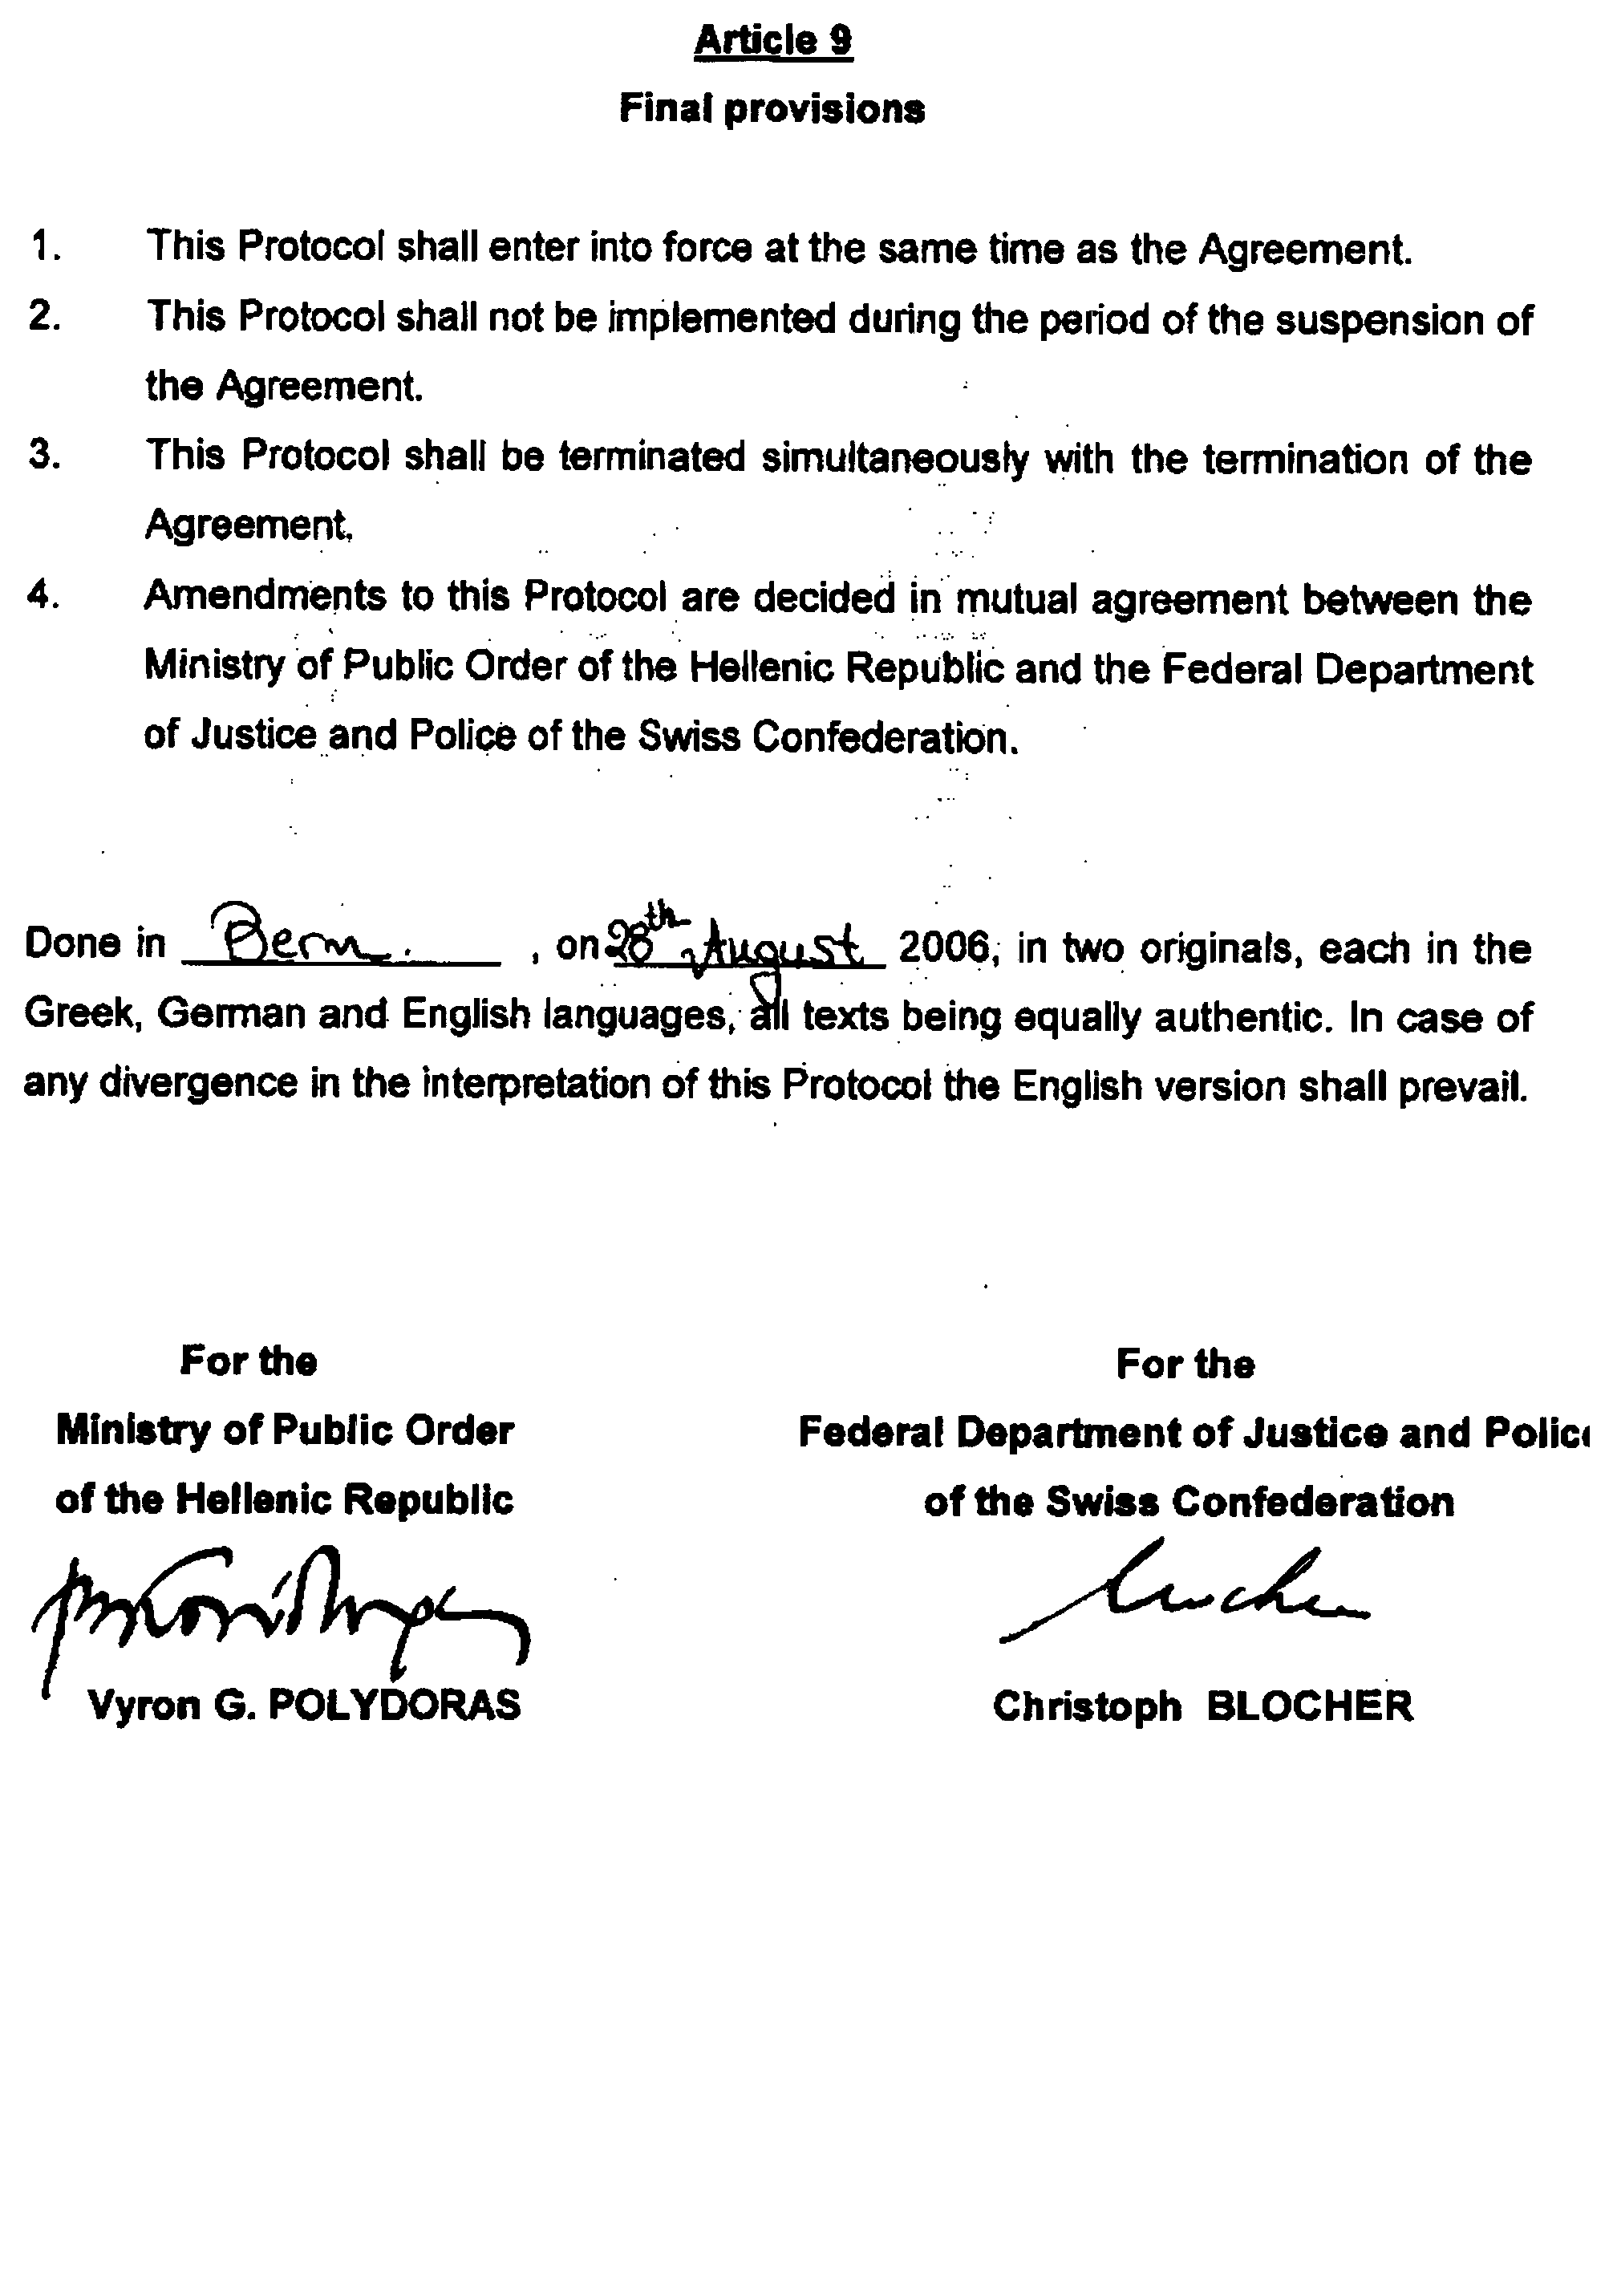 Article 9
Final provisions
1. This Protocol shall enter into force at the same time as the Agreement.
2. This Protocol shall not be implemented during the period of the suspension of
the Agreement.
3. This Protocol shall be terminated simultaneously with the termination of the
Agreement.
4. Amendments to this Protocol are decided in mutual agreement between the
Ministry of Public Order of the Hellenic Republic and the Federal Department
of Justice and Police of the Swiss Confederation.
Done in Bern. , on 28th August 2006, in two originals, each in the
Greek, German and English languages, all texts being equally authentic. In case of
any divergence in the interpretation of this Protocol the English version shall prevail.
For the
Ministry of Public Order
of the Hellenic Republic
Vyron G. POLYDORAS
For the
Federal Department of Justice and Police
of the Swiss Confederation
Christoph BLOCHER